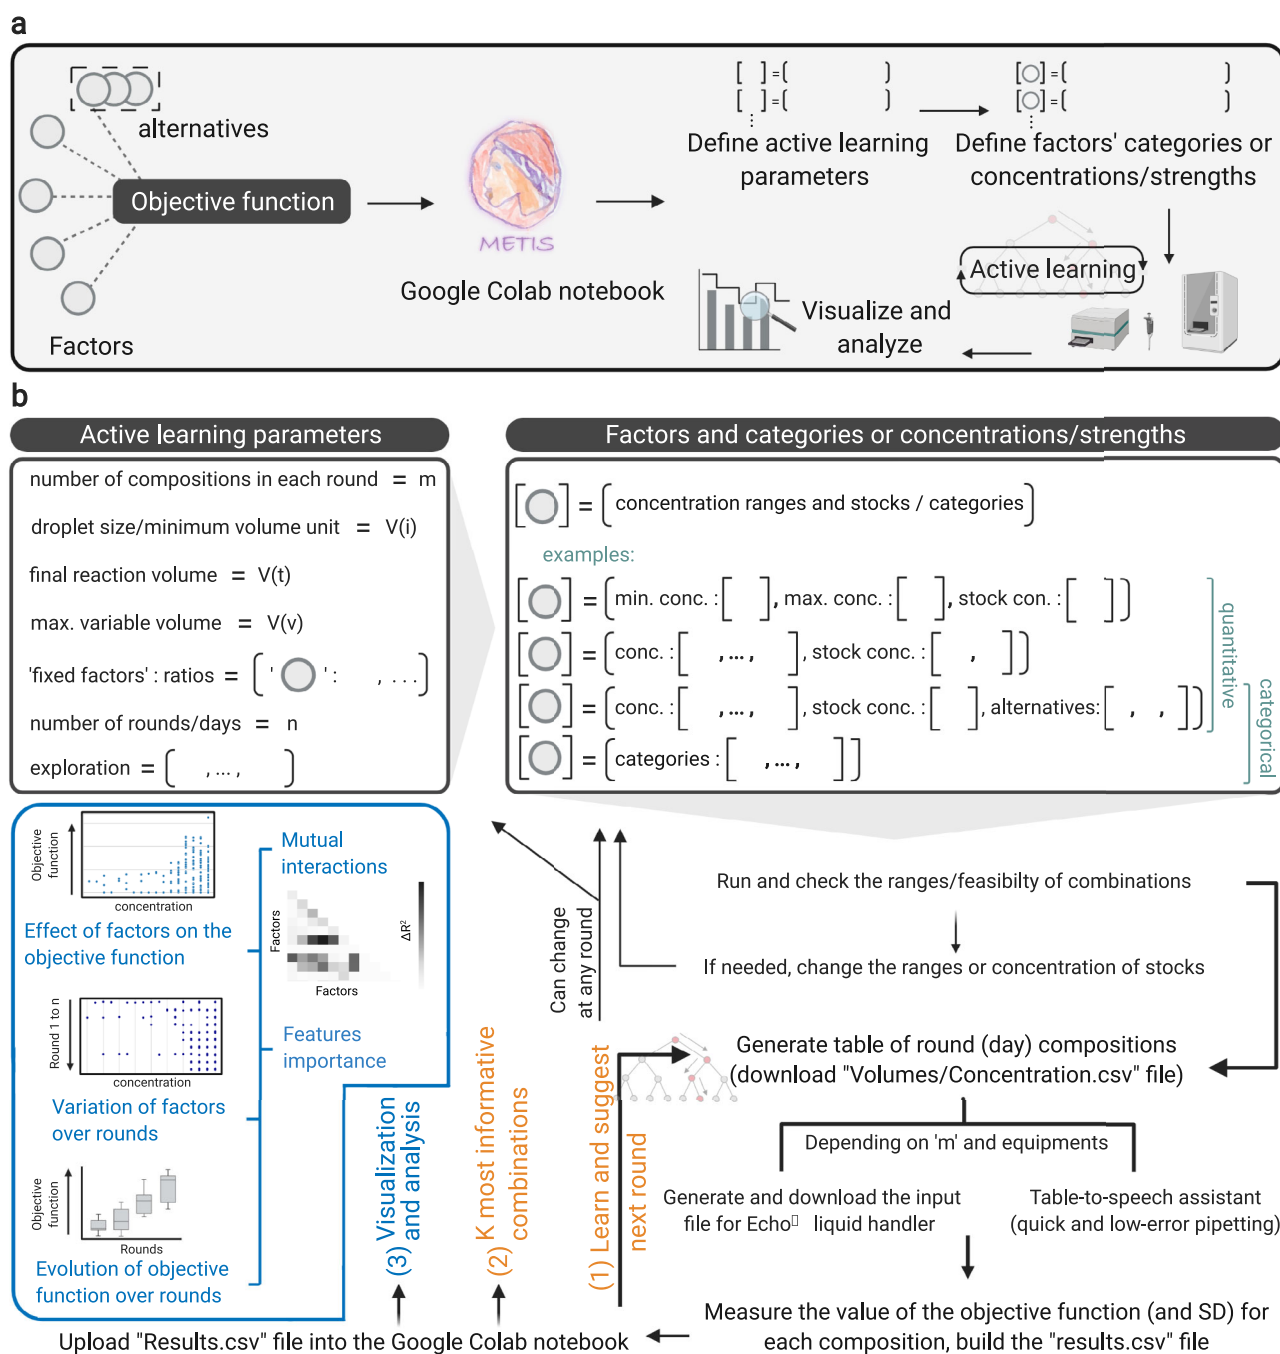 a
alternatives
Objective function
Factors
METIS
Google Colab notebook
[ ] = { }
[ ] = { }
Define active learning
parameters
[ ] = { }
[ ] = { }
Define factors' categories or
concentrations/strengths
Active learning
Visualize and
analyze
b
Active learning parameters
number of compositions in each round = m
droplet size/minimum volume unit = V(i)
final reaction volume = V(t)
max. variable volume = V(v)
'fixed factors' : ratios = { ' ' : , . . . }
number of rounds/days = n
exploration = ( , ..., )
Factors and categories or concentrations/strengths
[ ] = (concentration ranges and stocks / categories)
examples:
[ ] = (min. conc. : [ ], max. conc. : [ ], stock con. : [ ])
[ ] = (conc. : [ , ..., ], stock conc. : [ , ])
[ ] = (conc. : [ , ..., ], stock conc. : [ ], alternatives: [ , , ])
[ ] = (categories : [ , ..., ])
quantitative
categorical
Objective
function
concentration
Effect of factors on the
objective function
Mutual
interactions
Factors
Factors
ΔR²
Round 1 to n
concentration
Variation of factors
over rounds
Features
importance
Objective
function
Rounds
Evolution of objective
function over rounds
(3) Visualization
and analysis
(2) K most informative
combinations
(1) Learn and suggest
next round
Can change
at any round
Run and check the ranges/feasibilty of combinations
If needed, change the ranges or concentration of stocks
Generate table of round (day) compositions
(download "Volumes/Concentration.csv" file)
Depending on 'm' and equipments
Generate and download the input
file for Echo▯ liquid handler
Table-to-speech assistant
(quick and low-error pipetting)
Measure the value of the objective function (and SD) for
each composition, build the "results.csv" file
Upload "Results.csv" file into the Google Colab notebook